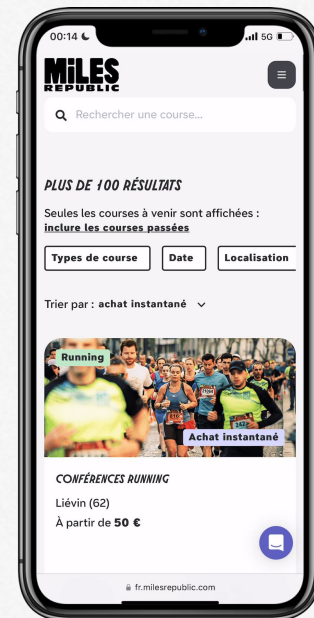 00:14
5G
MiLES
REPUBLIC
Rechercher une course...
PLUS DE 100 RÉSULTATS
Seules les courses à venir sont affichées :
inclure les courses passées
Types de course
Date
Localisation
Trier par : achat instantané
Running
Achat instantané
CONFÉRENCES RUNNING
Liévin (62)
À partir de 50 €
fr.milesrepublic.com